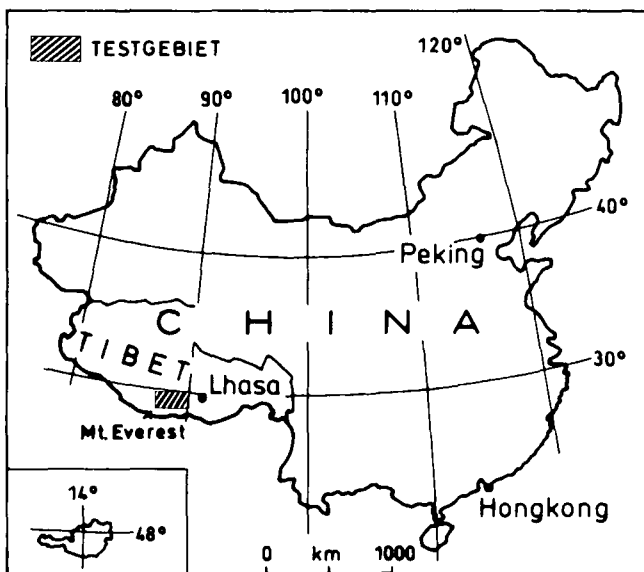 TESTGEBIET
80° 90° 100° 110° 120°
40°
Peking
CHINA
TIBET
30°
Lhasa
Mt. Everest
Hongkong
14°
48°
0 km 1000